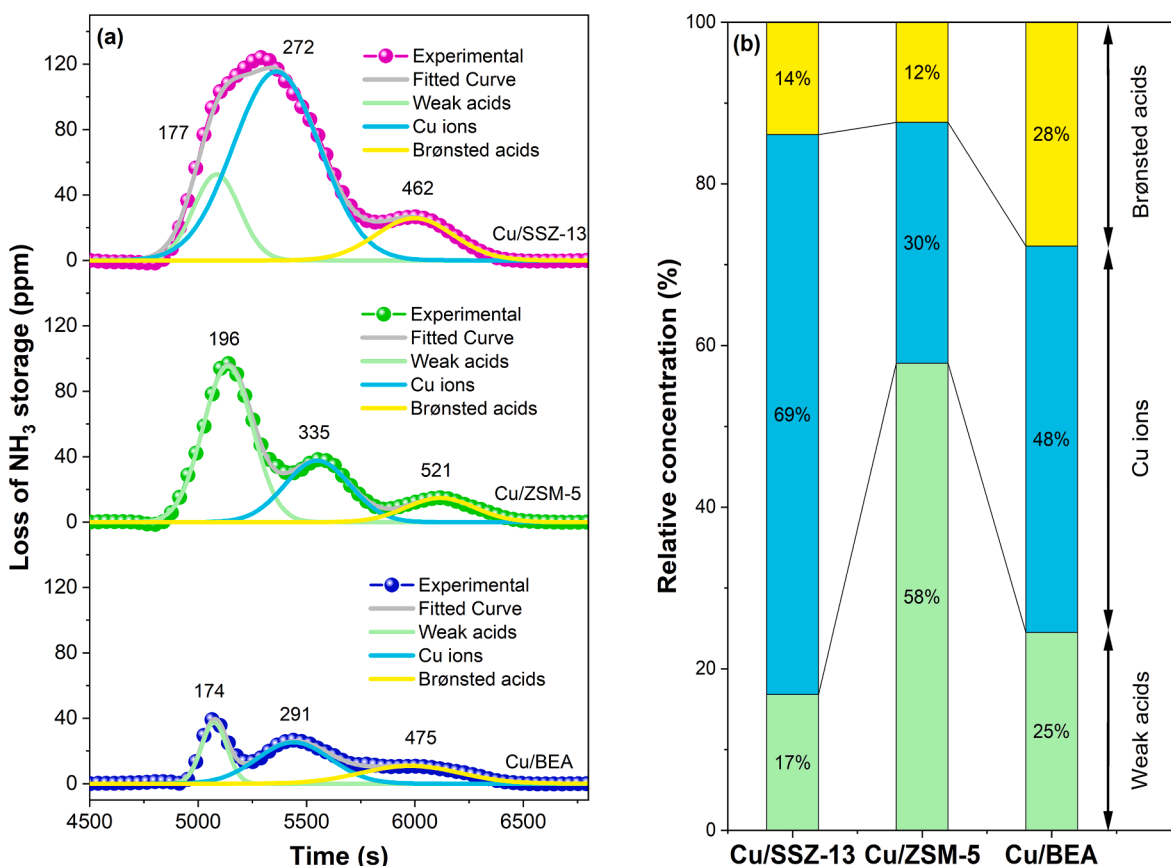 (a)
Loss of NH3 storage (ppm)
120
80
40
0
177
272
462
Experimental
Fitted Curve
Weak acids
Cu ions
Brønsted acids
Cu/SSZ-13
120
80
40
0
196
335
521
Experimental
Fitted Curve
Weak acids
Cu ions
Brønsted acids
Cu/ZSM-5
120
80
40
0
174
291
475
Experimental
Fitted Curve
Weak acids
Cu ions
Brønsted acids
Cu/BEA
4500 5000 5500 6000 6500
Time (s)
(b)
Relative concentration (%)
100
80
60
40
20
0
14%
69%
17%
12%
30%
58%
28%
48%
25%
Brønsted acids
Cu ions
Weak acids
Cu/SSZ-13 Cu/ZSM-5 Cu/BEA